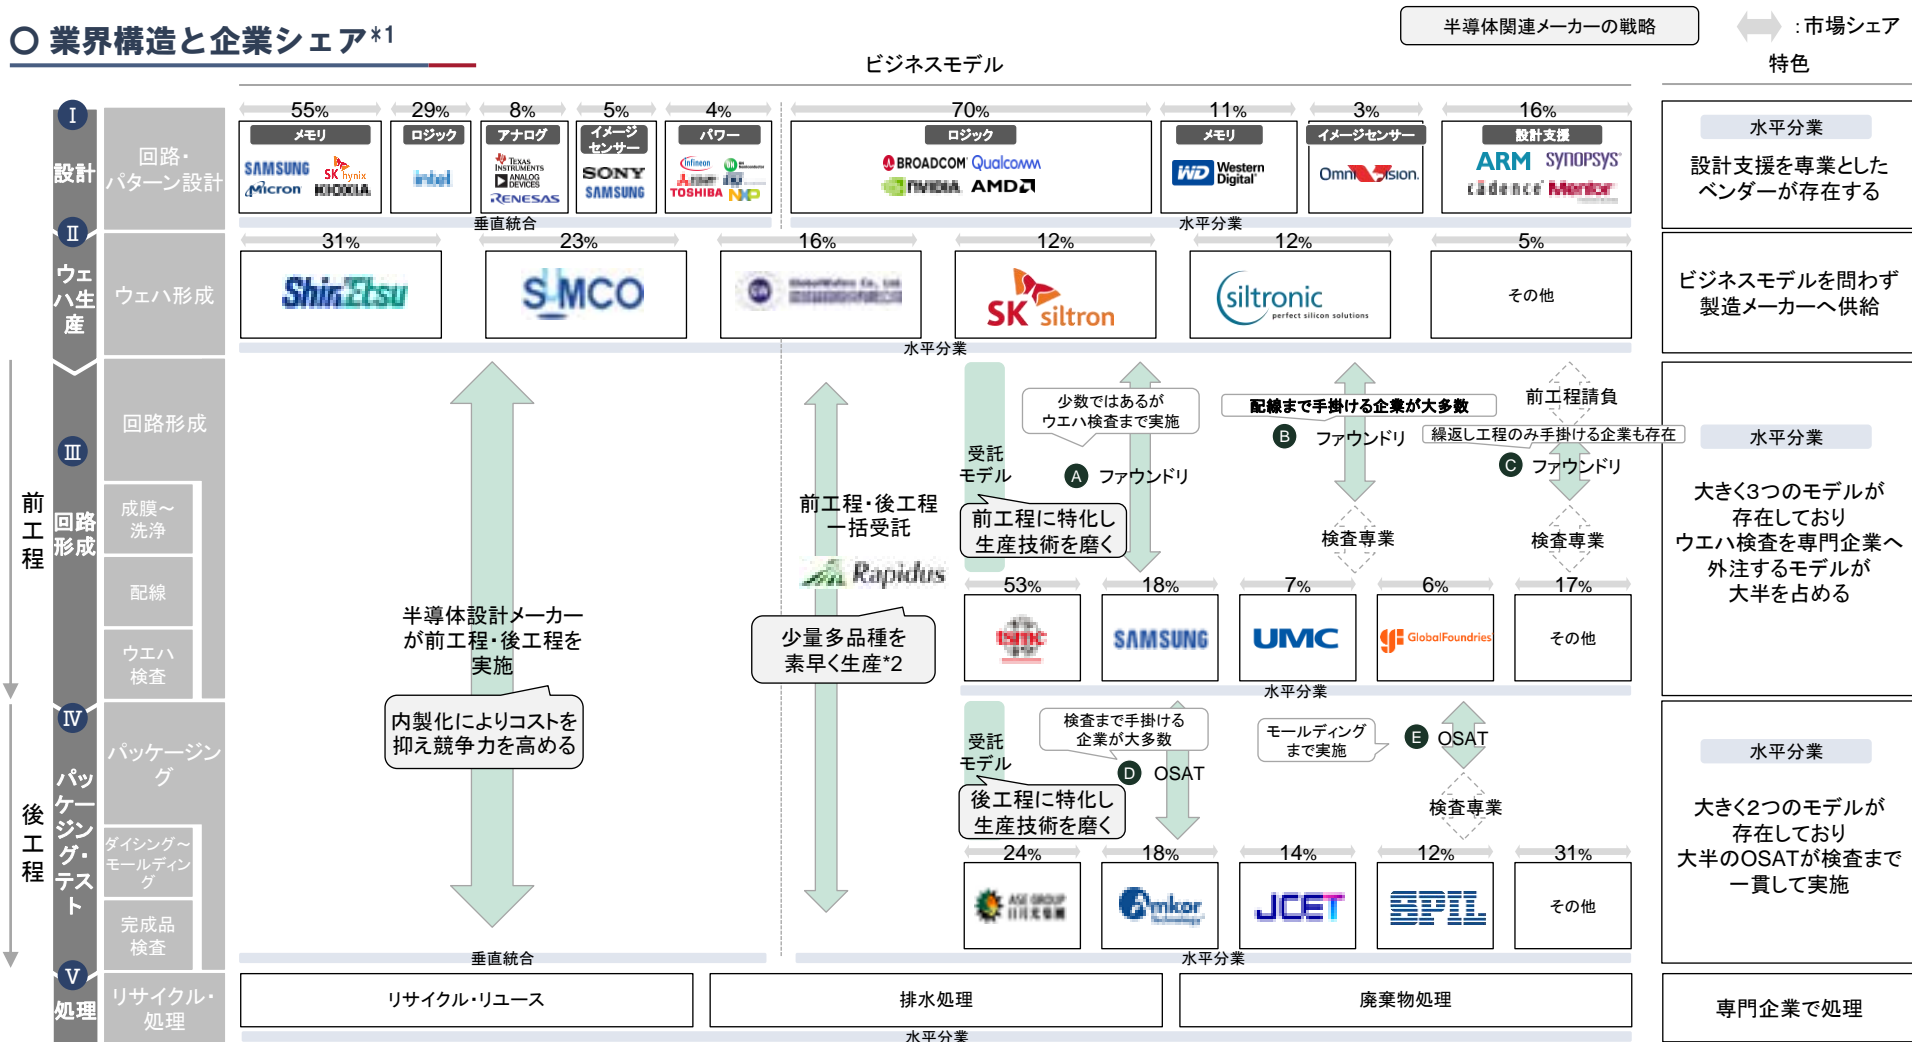 業界構造と企業シェア*1
半導体関連メーカーの戦略
:市場シェア
ビジネスモデル
特色
Ⅰ
設計
回路・
パターン設計
55%
メモリ
SAMSUNG
SK hynix
Micron
KIOXIA
29%
ロジック
intel
8%
アナログ
TEXAS
INSTRUMENTS
ANALOG
DEVICES
RENESAS
5%
イメージ
センサー
SONY
SAMSUNG
4%
パワー
infineon
ON
TOSHIBA
NXP
垂直統合
70%
ロジック
BROADCOM
Qualcomm
NVIDIA
AMD
11%
メモリ
WD Western
Digital
3%
イメージセンサー
OmniVision.
16%
設計支援
ARM
SYNOPSYS
cādence
Mentor
水平分業
水平分業
設計支援を専業とした
ベンダーが存在する
Ⅱ
ウェ
ハ生
産
ウェハ形成
31%
ShinEtsu
23%
SUMCO
16%
GlobalWafers Co., Ltd
12%
SK siltron
12%
siltronic
perfect silicon solutions
5%
その他
水平分業
ビジネスモデルを問わず
製造メーカーへ供給
前工程
Ⅲ
回路
形成
回路形成
成膜~
洗浄
配線
ウエハ
検査
半導体設計メーカー
が前工程・後工程を
実施
内製化によりコストを
抑え競争力を高める
前工程・後工程
一括受託
Rapidus
少量多品種を
素早く生産*2
受託
モデル
前工程に特化し
生産技術を磨く
少数ではあるが
ウエハ検査まで実施
A ファウンドリ
配線まで手掛ける企業が大多数
B ファウンドリ
検査専業
前工程請負
繰返し工程のみ手掛ける企業も存在
C ファウンドリ
検査専業
53%
tsmc
18%
SAMSUNG
7%
UMC
6%
GlobalFoundries
17%
その他
水平分業
水平分業
大きく3つのモデルが
存在しており
ウエハ検査を専門企業へ
外注するモデルが
大半を占める
後工程
Ⅳ
パッ
ケー
ジン
グ・
テス
ト
パッケージン
グ
ダイシング~
モールディン
グ
完成品
検査
受託
モデル
後工程に特化し
生産技術を磨く
検査まで手掛ける
企業が大多数
D OSAT
モールディング
まで実施
E OSAT
検査専業
24%
ASE GROUP
日月光集團
18%
Amkor
Technology
14%
JCET
12%
SPIL
31%
その他
垂直統合
水平分業
水平分業
大きく2つのモデルが
存在しており
大半のOSATが検査まで
一貫して実施
Ⅴ
処理
リサイクル・
処理
リサイクル・リユース
排水処理
廃棄物処理
水平分業
専門企業で処理